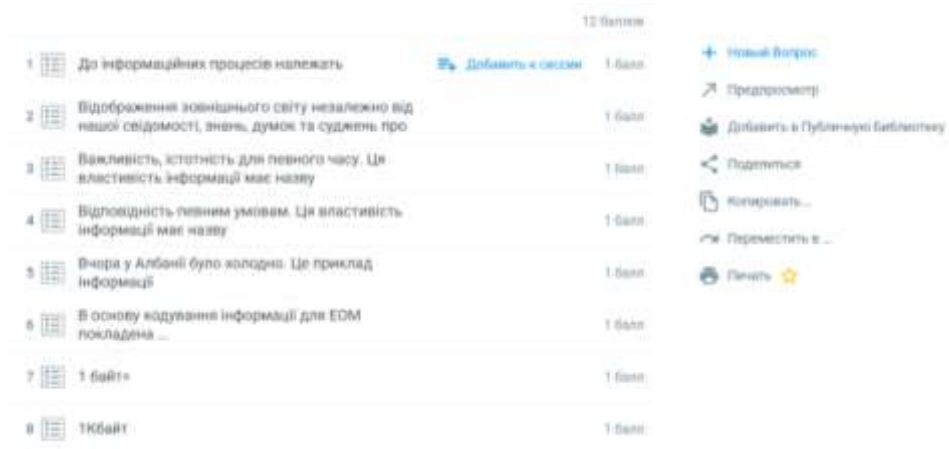 12 баллов
1 До інформаційних процесів належать Добавить к сессии 1 балл
2 Відображення зовнішнього світу незалежно від
нашої свідомості, знань, думок та суджень про 1 балл
3 Важливість, істотність для певного часу. Ця
властивість інформації має назву 1 балл
4 Відповідність певним умовам. Ця властивість
інформації має назву 1 балл
5 Вчора у Албанії було холодно. Це приклад
інформації 1 балл
6 В основу кодування інформації для ЕОМ
покладена ... 1 балл
7 1 байт= 1 балл
8 1Кбайт 1 балл
Новый Вопрос
Предпросмотр
Добавить в Публичную библиотеку
Поделиться
Копировать...
Переместить в ...
Печать